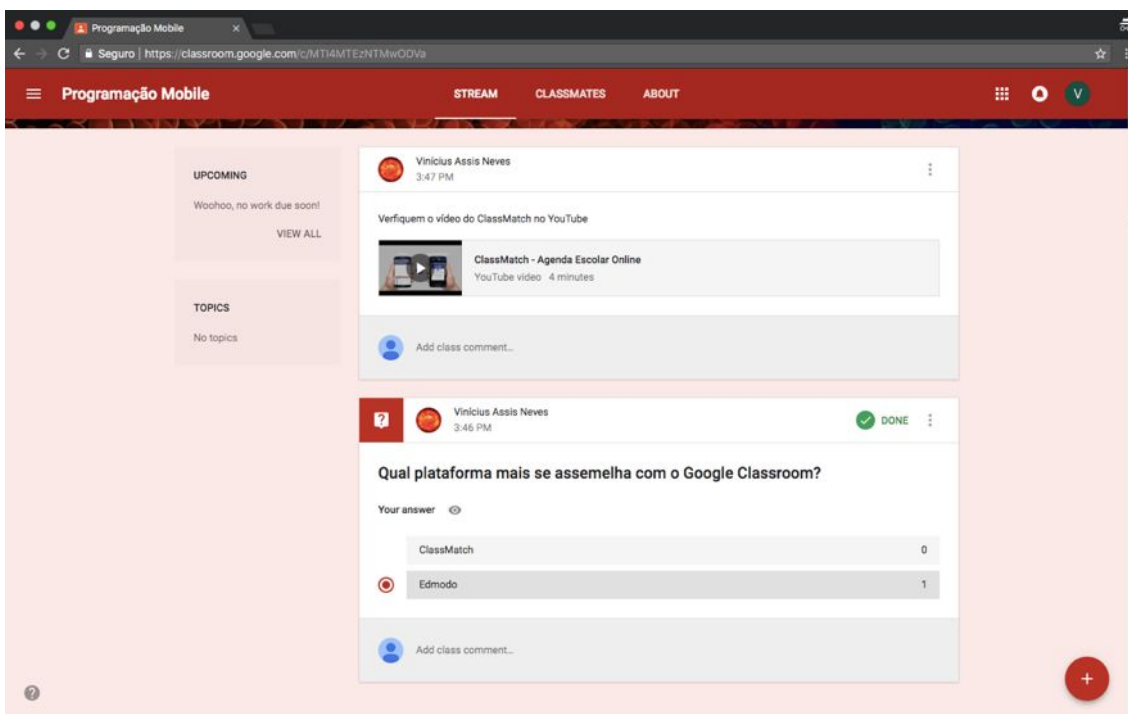 Programação Mobile
Seguro | https://classroom.google.com/c/MTI4MTEzNTMwODVa
Programação Mobile
STREAM
CLASSMATES
ABOUT
V
UPCOMING
Woohoo, no work due soon!
VIEW ALL
TOPICS
No topics
Vinícius Assis Neves
3:47 PM
Verfiquem o vídeo do ClassMatch no YouTube
ClassMatch - Agenda Escolar Online
YouTube video 4 minutes
Add class comment...
Vinícius Assis Neves
3:46 PM
DONE
Qual plataforma mais se assemelha com o Google Classroom?
Your answer
ClassMatch 0
Edmodo 1
Add class comment...